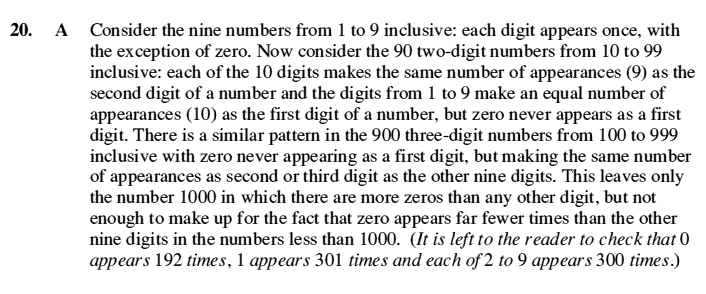 20. A Consider the nine numbers from 1 to 9 inclusive: each digit appears once, with
the exception of zero. Now consider the 90 two-digit numbers from 10 to 99
inclusive: each of the 10 digits makes the same number of appearances (9) as the
second digit of a number and the digits from 1 to 9 make an equal number of
appearances (10) as the first digit of a number, but zero never appears as a first
digit. There is a similar pattern in the 900 three-digit numbers from 100 to 999
inclusive with zero never appearing as a first digit, but making the same number
of appearances as second or third digit as the other nine digits. This leaves only
the number 1000 in which there are more zeros than any other digit, but not
enough to make up for the fact that zero appears far fewer times than the other
nine digits in the numbers less than 1000. (It is left to the reader to check that 0
appears 192 times, 1 appears 301 times and each of 2 to 9 appears 300 times.)